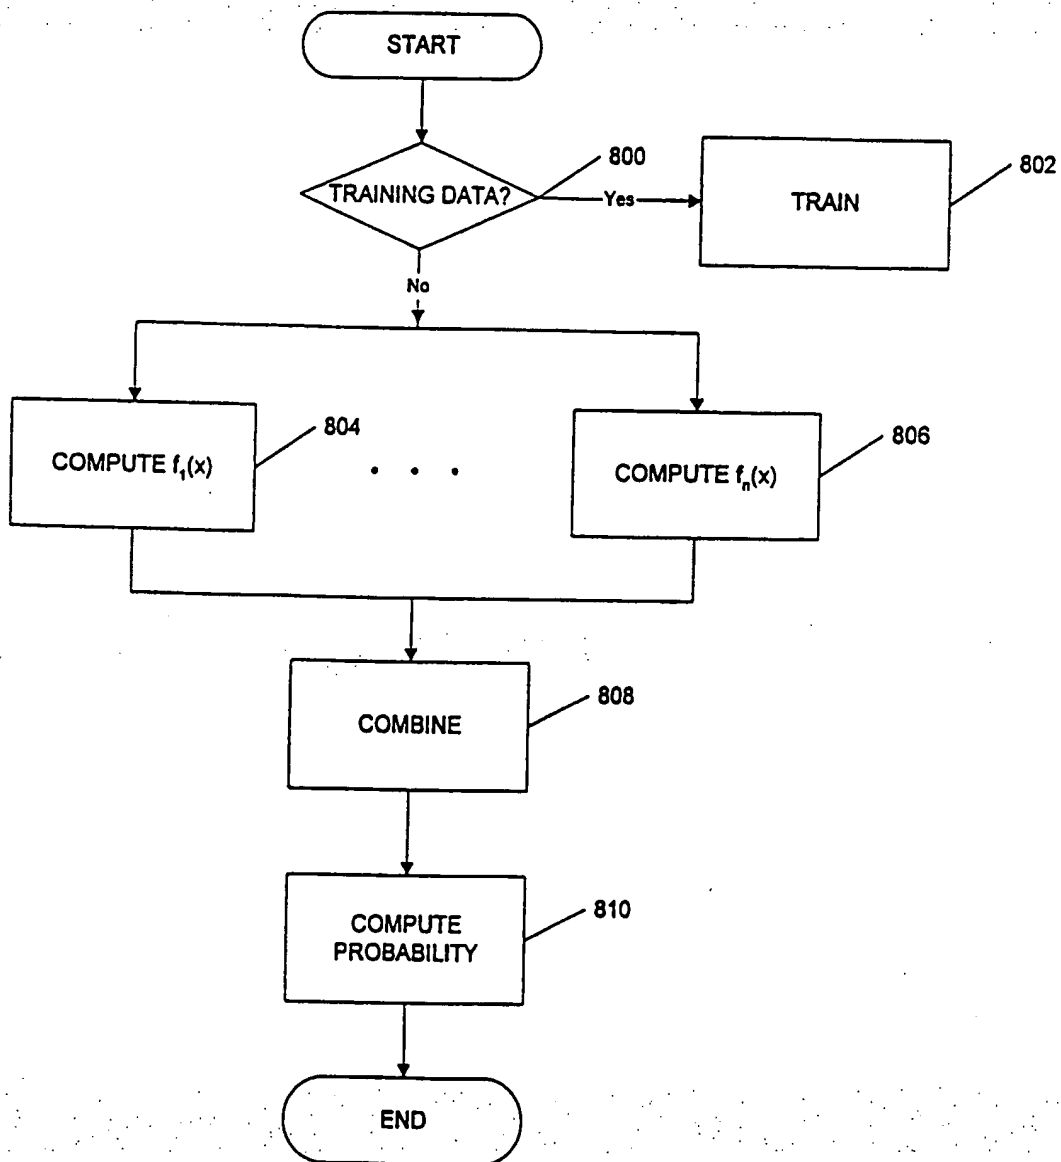 START
800
TRAINING DATA?
Yes
TRAIN
802
No
COMPUTE f₁(x)
804
. . .
COMPUTE fₙ(x)
806
COMBINE
808
COMPUTE
PROBABILITY
810
END